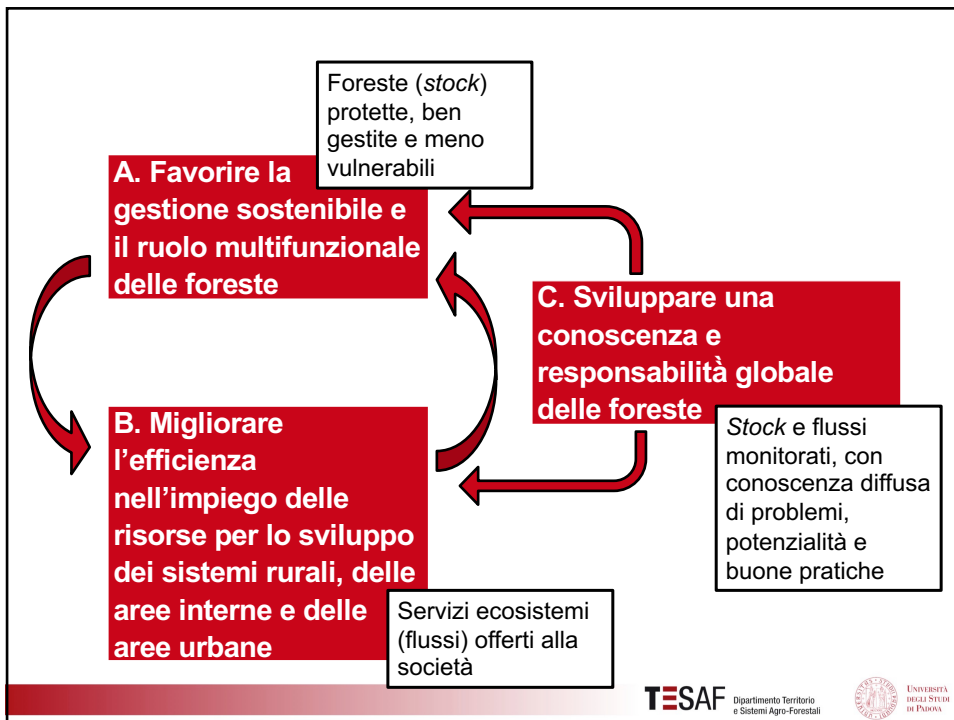 Foreste (stock)
protette, ben
gestite e meno
vulnerabili
A. Favorire la
gestione sostenibile e
il ruolo multifunzionale
delle foreste
C. Sviluppare una
conoscenza e
responsabilità globale
delle foreste
Stock e flussi
monitorati, con
conoscenza diffusa
di problemi,
potenzialità e
buone pratiche
B. Migliorare
l’efficienza
nell’impiego delle
risorse per lo sviluppo
dei sistemi rurali, delle
aree interne e delle
aree urbane
Servizi ecosistemi
(flussi) offerti alla
società
TESAF Dipartimento Territorio
e Sistemi Agro-Forestali
UNIVERSITÀ
DEGLI STUDI
DI PADOVA